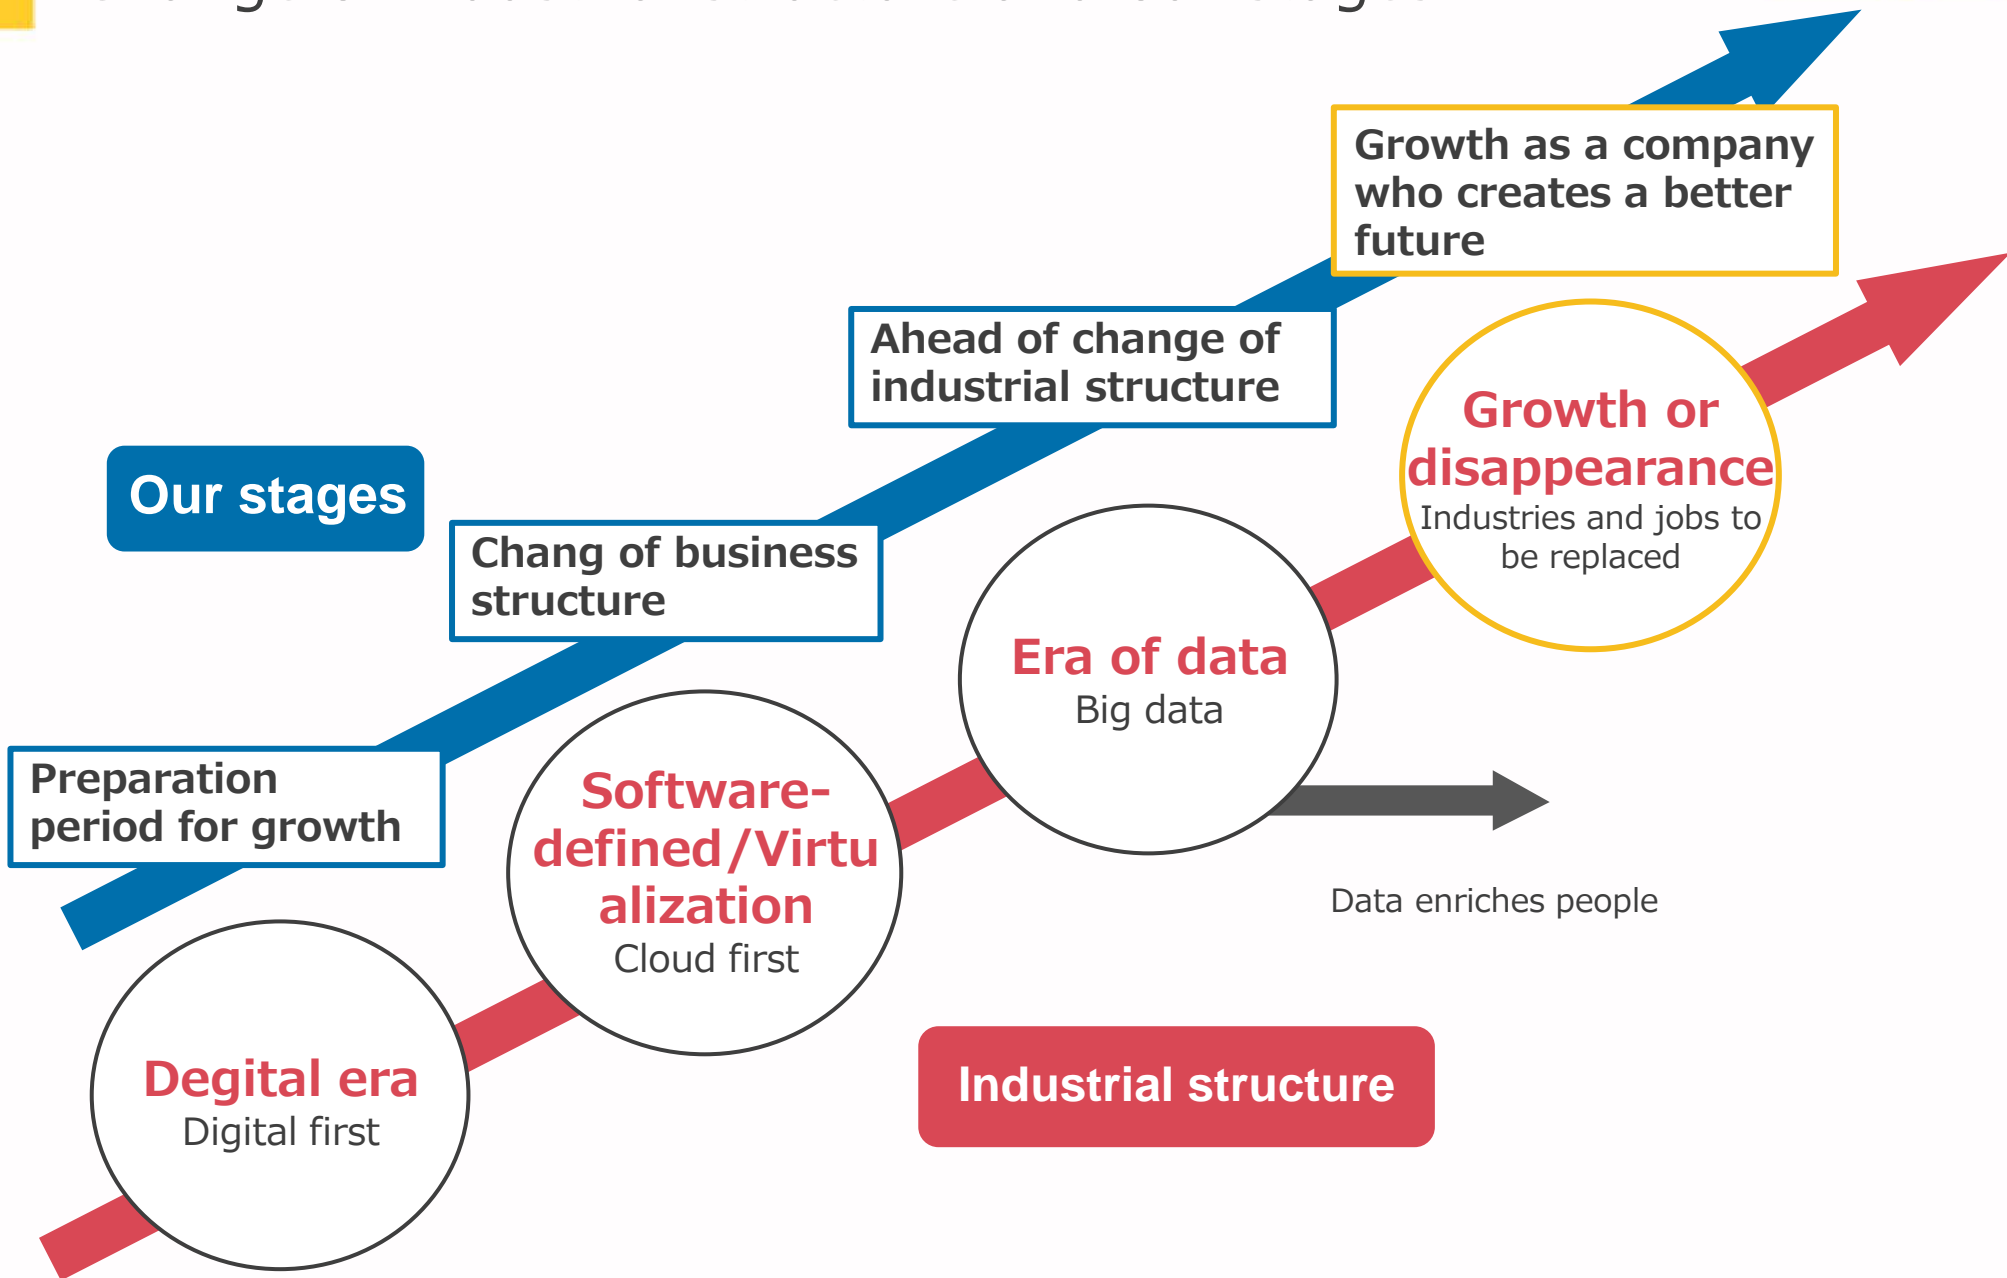 Growth as a company
who creates a better
future
Ahead of change of
industrial structure
Growth or
disappearance
Industries and jobs to
be replaced
Our stages
Chang of business
structure
Era of data
Big data
Preparation
period for growth
Software-
defined/Virtu
alization
Cloud first
Data enriches people
Degital era
Digital first
Industrial structure